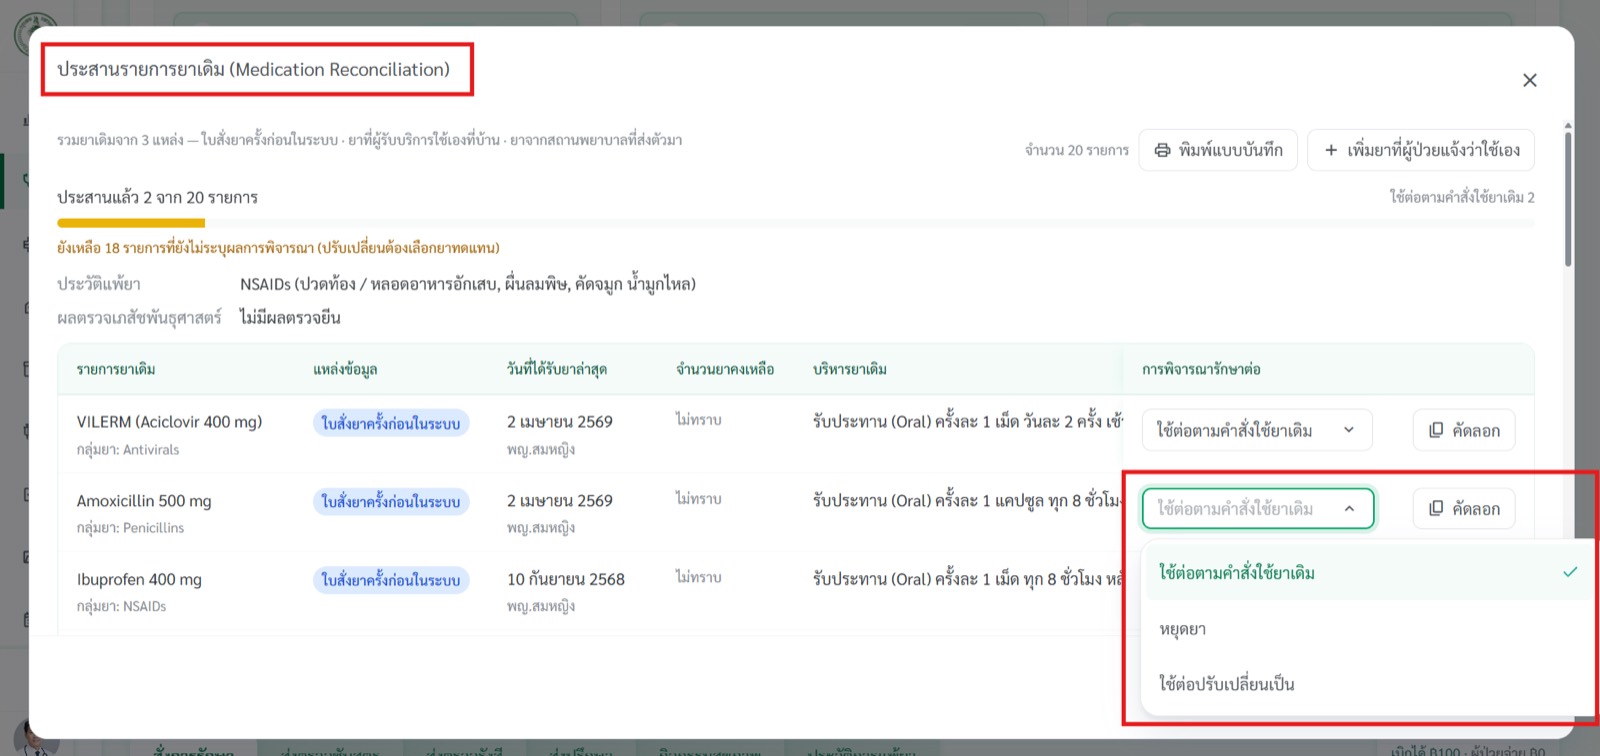 ประสานรายการยาเดิม (Medication Reconciliation)
รวมยาเดิมจาก 3 แหล่ง — ใบสั่งยาครั้งก่อนในระบบ · ยาที่ผู้รับบริการใช้เองที่บ้าน · ยาจากสถานพยาบาลที่ส่งตัวมา
จำนวน 20 รายการ
พิมพ์แบบบันทึก
+ เพิ่มยาที่ผู้ป่วยแจ้งว่าใช้เอง
ประสานแล้ว 2 จาก 20 รายการ
ใช้ต่อตามคำสั่งใช้ยาเดิม 2
ยังเหลือ 18 รายการที่ยังไม่ระบุผลการพิจารณา (ปรับเปลี่ยนต้องเลือกยาทดแทน)
ประวัติแพ้ยา NSAIDs (ปวดท้อง / หลอดอาหารอักเสบ, ผื่นลมพิษ, คัดจมูก น้ำมูกไหล)
ผลตรวจเภสัชพันธุศาสตร์ ไม่มีผลตรวจยีน
รายการยาเดิม แหล่งข้อมูล วันที่ได้รับยาล่าสุด จำนวนยาคงเหลือ บริหารยาเดิม การพิจารณารักษาต่อ
VILERM (Aciclovir 400 mg) ใบสั่งยาครั้งก่อนในระบบ 2 เมษายน 2569 ไม่ทราบ รับประทาน (Oral) ครั้งละ 1 เม็ด วันละ 2 ครั้ง ใช้ต่อตามคำสั่งใช้ยาเดิม คัดลอก
กลุ่มยา: Antivirals พญ.สมหญิง
Amoxicillin 500 mg ใบสั่งยาครั้งก่อนในระบบ 2 เมษายน 2569 ไม่ทราบ รับประทาน (Oral) ครั้งละ 1 แคปซูล ทุก 8 ชั่วโมง ใช้ต่อตามคำสั่งใช้ยาเดิม คัดลอก
กลุ่มยา: Penicillins พญ.สมหญิง
Ibuprofen 400 mg ใบสั่งยาครั้งก่อนในระบบ 10 กันยายน 2568 ไม่ทราบ รับประทาน (Oral) ครั้งละ 1 เม็ด ทุก 8 ชั่วโมง
กลุ่มยา: NSAIDs พญ.สมหญิง
ใช้ต่อตามคำสั่งใช้ยาเดิม
หยุดยา
ใช้ต่อปรับเปลี่ยนเป็น